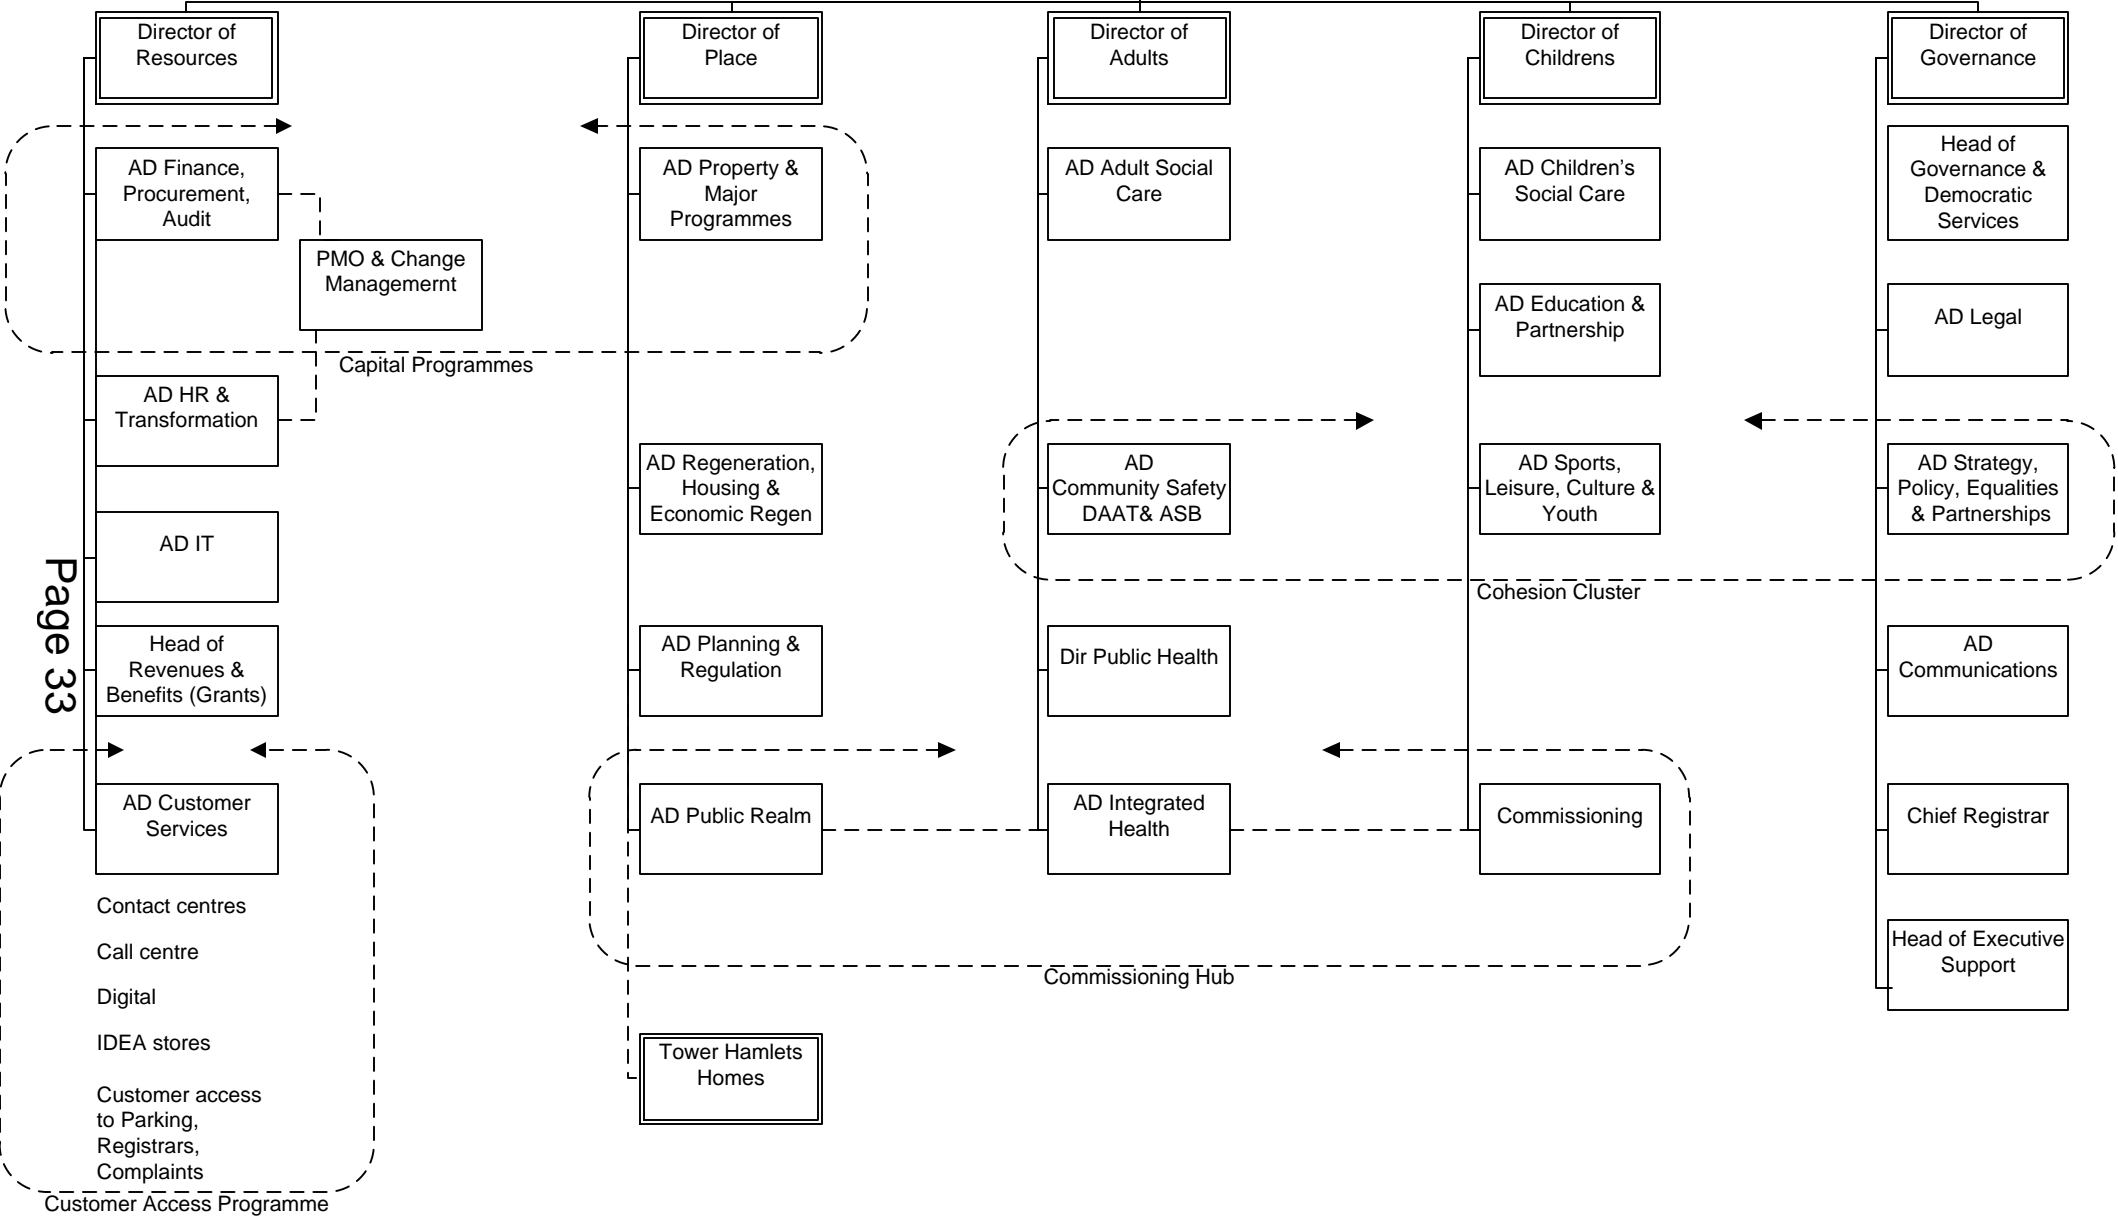 Director of
Resources
Director of
Place
Director of
Adults
Director of
Childrens
Director of
Governance
AD Finance,
Procurement,
Audit
PMO & Change
Managemernt
Capital Programmes
AD HR &
Transformation
AD IT
Head of
Revenues &
Benefits (Grants)
AD Customer
Services
Contact centres
Call centre
Digital
IDEA stores
Customer access
to Parking,
Registrars,
Complaints
Customer Access Programme
AD Property &
Major
Programmes
AD Regeneration,
Housing &
Economic Regen
AD Planning &
Regulation
AD Public Realm
Tower Hamlets
Homes
AD Adult Social
Care
AD
Community Safety
DAAT& ASB
Dir Public Health
AD Integrated
Health
Commissioning Hub
AD Children’s
Social Care
AD Education &
Partnership
AD Sports,
Leisure, Culture &
Youth
Cohesion Cluster
Commissioning
Head of
Governance &
Democratic
Services
AD Legal
AD Strategy,
Policy, Equalities
& Partnerships
AD
Communications
Chief Registrar
Head of Executive
Support
Page 33